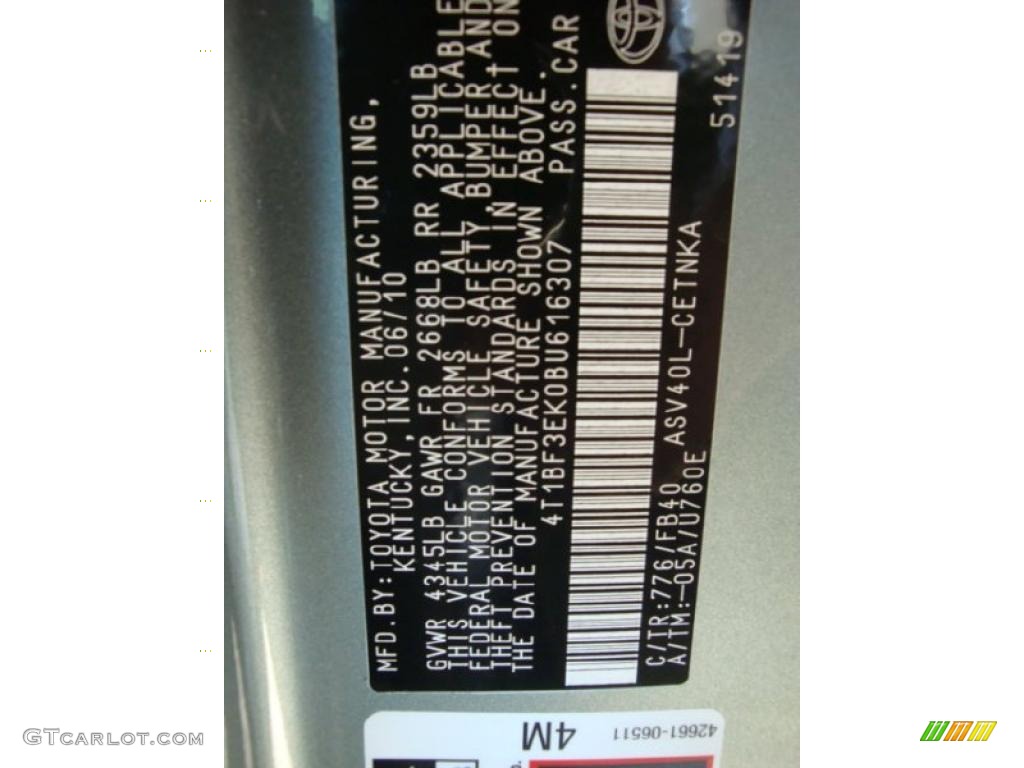 MFD.BY:TOYOTA MOTOR MANUFACTURING,
KENTUCKY,INC.06/10
GVWR 4345LB GAWR FR 2668LB RR 2359LB
THIS VEHICLE CONFORMS TO ALL APPLICABLE
FEDERAL MOTOR VEHICLE SAFETY,BUMPER AND
THEFT PREVENTION STANDARDS IN EFFECT ON
THE DATE OF MANUFACTURE SHOWN ABOVE.
4T1BF3EK0BU616307 PASS.CAR
C/TR:776/FB40 ASV40L-CETNKA
A/TM:-05A/U760E
51419
4M
42661-06511
GTCARLOT.COM